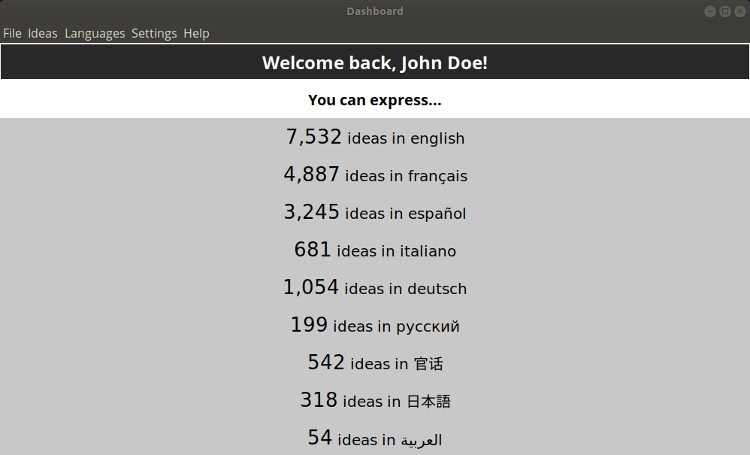 Dashboard
File Ideas Languages Settings Help
Welcome back, John Doe!
You can express...
7,532 ideas in english
4,887 ideas in français
3,245 ideas in español
681 ideas in italiano
1,054 ideas in deutsch
199 ideas in русский
542 ideas in 官话
318 ideas in 日本語
54 ideas in العربية